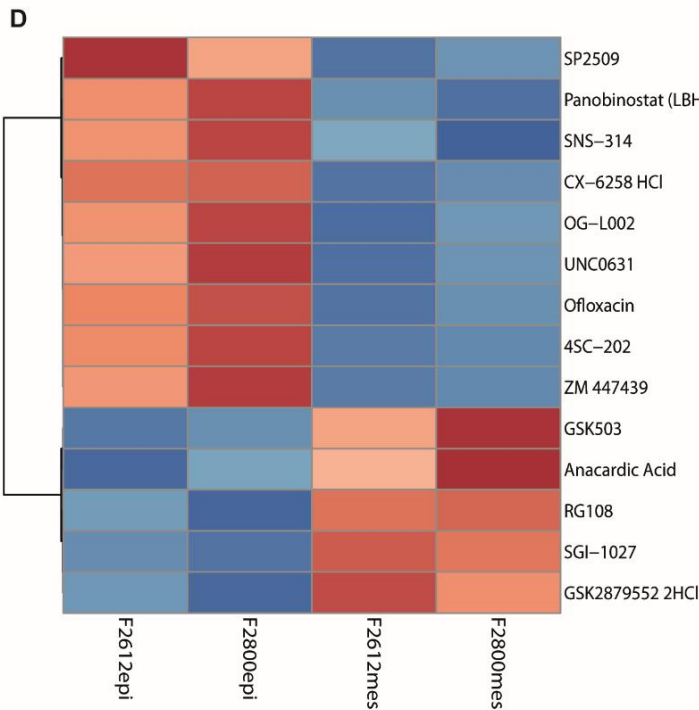 D
SP2509
Panobinostat (LBH
SNS-314
CX-6258 HCl
OG-L002
UNC0631
Ofloxacin
4SC-202
ZM 447439
GSK503
Anacardic Acid
RG108
SGI-1027
GSK2879552 2HCl
F2612epi
F2800epi
F2612mes
F2800mes